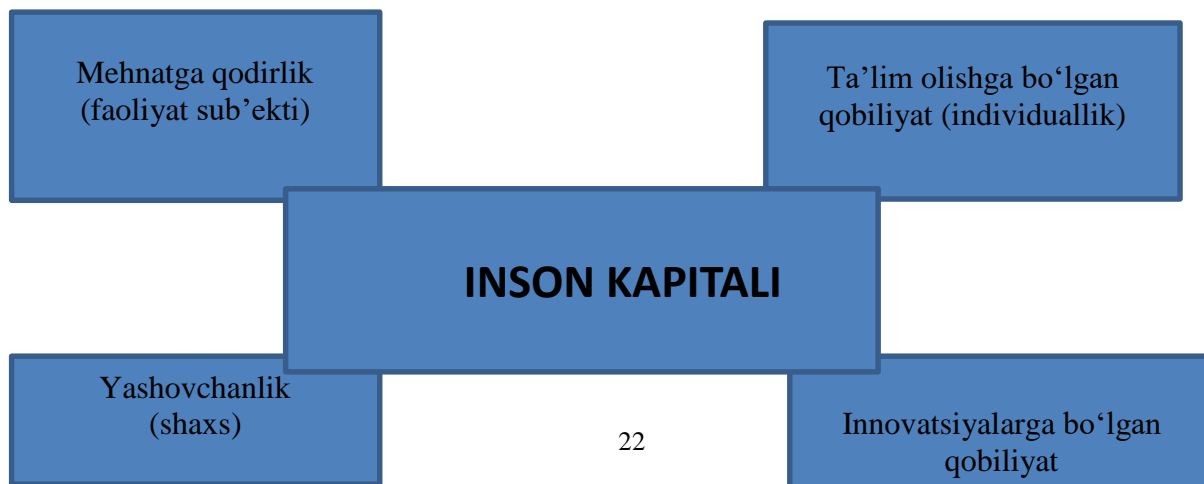 Mehnatga qodirlik
(faoliyat sub’ekti)
Ta’lim olishga bo‘lgan
qobiliyat (individuallik)
INSON KAPITALI
Yashovchanlik
(shaxs)
22
Innovatsiyalarga bo‘lgan
qobiliyat